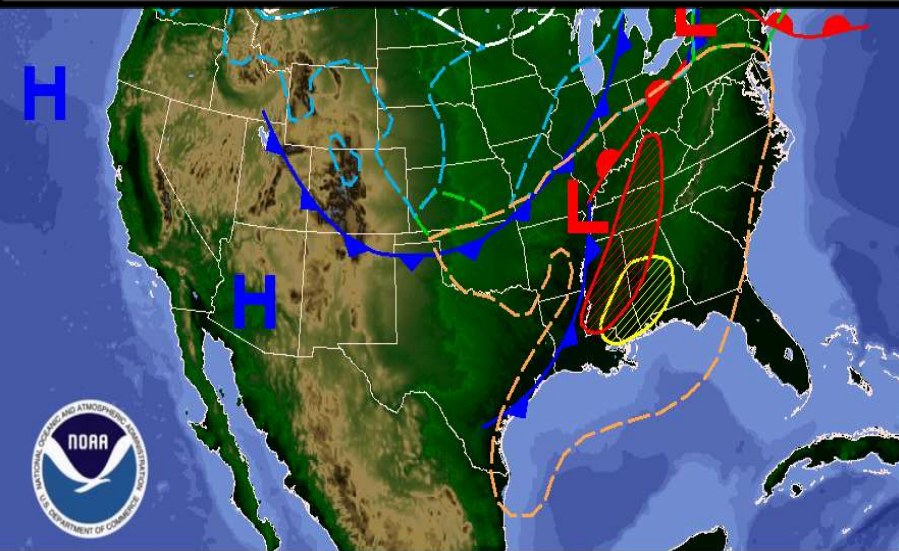 L
H
L
H
NATIONAL OCEANIC AND ATMOSPHERIC ADMINISTRATION
NOAA
U.S. DEPARTMENT OF COMMERCE